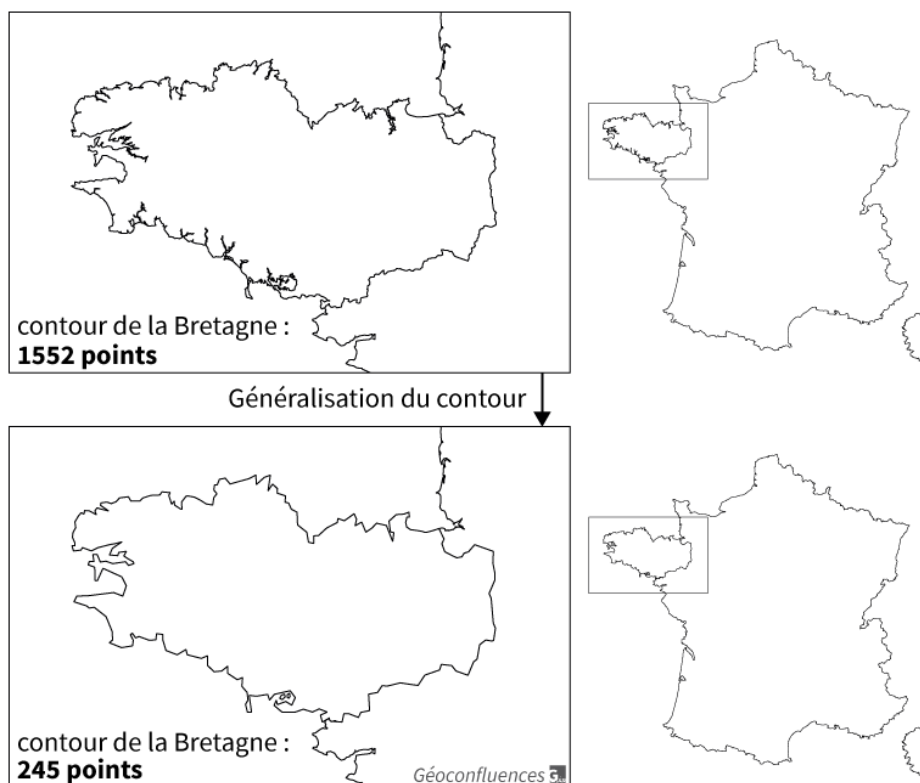 contour de la Bretagne :
1552 points
Généralisation du contour
contour de la Bretagne :
245 points
Géoconfluences